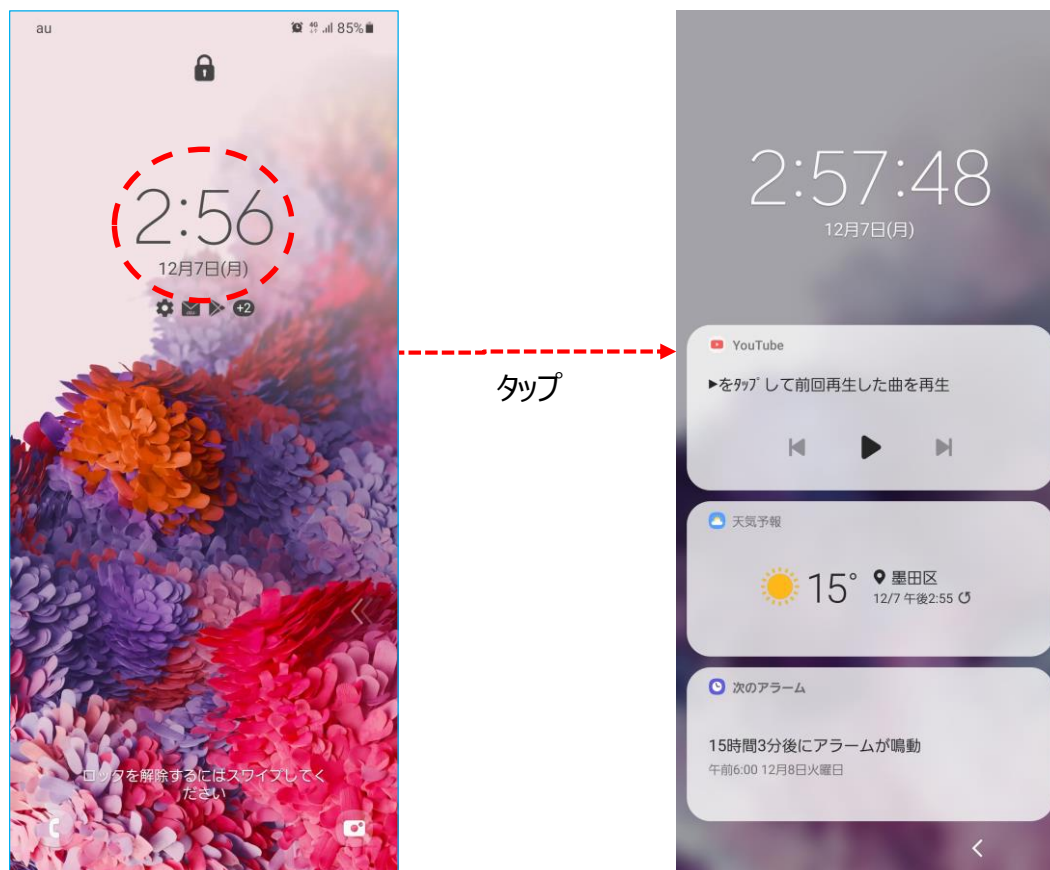 au
4G
85%
2:56
12月7日(月)
+2
ロックを解除するにはスワイプしてく
ださい
タップ
2:57:48
12月7日(月)
YouTube
▶をﾀｯﾌﾟして前回再生した曲を再生
天気予報
15°
墨田区
12/7 午後2:55
次のアラーム
15時間3分後にアラームが鳴動
午前6:00 12月8日火曜日